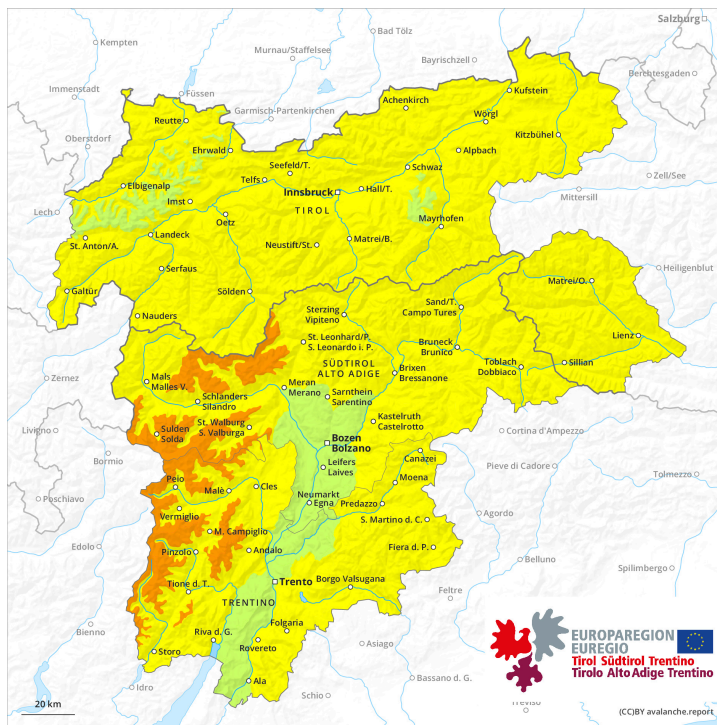 Salzburg
Kempten
Bad Tölz
Murnau/Staffelsee
Bayrischzell
Berchtesgaden
Immenstadt
Füssen
Kufstein
Achenkirch
Garmisch-Partenkirchen
Reutte
Wörgl
Oberstdorf
Kitzbühel
Ehrwald
Alpbach
Seefeld/T.
Schwaz
Zell/See
Elbigenalp
Telfs
Innsbruck
Hall/T.
Mittersill
Imst
Lech
TIROL
Mayrhofen
Oetz
St. Anton/A.
Landeck
Neustift/St.
Matrei/B.
Serfaus
Heiligenblut
Galtür
Sölden
Matrei/O.
Sand/T.
Campo Tures
Nauders
Sterzing
Vipiteno
Lienz
St. Leonhard/P.
S. Leonardo i. P.
Bruneck
Brunico
Toblach
Dobbiaco
Sillian
SÜDTIROL
ALTO ADIGE
Brixen
Bressanone
Zernez
Mals
Malles V.
Meran
Merano
Sarnthein
Sarentino
Schlanders
Silandro
St. Walburg
S. Valburga
Kastelruth
Castelrotto
Livigno
Sulden
Solda
Cortina d'Ampezzo
Bozen
Bolzano
Bormio
Canazei
Pieve di Cadore
Leifers
Laives
Tolmezzo
Poschiavo
Peio
Malè
Cles
Moena
Neumarkt
Egna
Predazzo
Vermiglio
Agordo
S. Martino d. C.
M. Campiglio
Edolo
Pinzolo
Andalo
Fiera d. P.
Belluno
Spilimbergo
Trento
Borgo Valsugana
Tione d. T.
Feltre
TRENTINO
Bienno
Folgaria
Riva d. G.
Rovereto
Asiago
Storo
Bassano d. G.
Ala
Idro
Schio
Treviso
EUROPAREGION
EUREGIO
Tirol Südtirol Trentino
Tirolo Alto Adige Trentino
20 km
(CC)BY avalanche.report